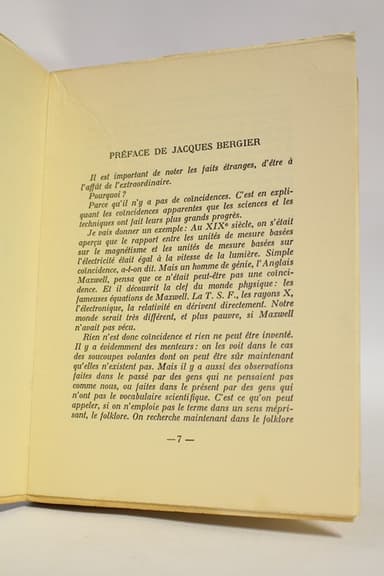 PRÉFACE DE JACQUES BERGIER
Il est important de noter les faits étranges, d'être à
l'affût de l'extraordinaire.
Pourquoi ?
Parce qu'il n'y a pas de coïncidences. C'est en expli-
quant les coïncidences apparentes que les sciences et les
techniques ont fait leurs plus grands progrès.
Je vais donner un exemple : Au XIXe siècle, on s'était
aperçu que le rapport entre les unités de mesure basées
sur le magnétisme et les unités de mesure basées sur
l'électricité était égal à la vitesse de la lumière. Simple
coïncidence, a-t-on dit. Mais un homme de génie, l'Anglais
Maxwell, pensa que ce n'était peut-être pas une coïnci-
dence. Et il découvrit la clef du monde physique : les
fameuses équations de Maxwell. La T. S. F., les rayons X,
l'électronique, la relativité en dérivent directement. Notre
monde serait très différent, et plus pauvre, si Maxwell
n'avait pas vécu.
Rien n'est donc coïncidence et rien ne peut être inventé.
Il y a évidemment des menteurs : on les voit dans le cas
des soucoupes volantes dont on peut être sûr maintenant
qu'elles n'existent pas. Mais il y a aussi des observations
faites dans le passé par des gens qui ne pensaient pas
comme nous, ou faites dans le présent par des gens qui
n'ont pas le vocabulaire scientifique. C'est ce qu'on peut
appeler, si on n'emploie pas le terme dans un sens mépri-
sant, le folklore. On recherche maintenant dans le folklore
— 7 —